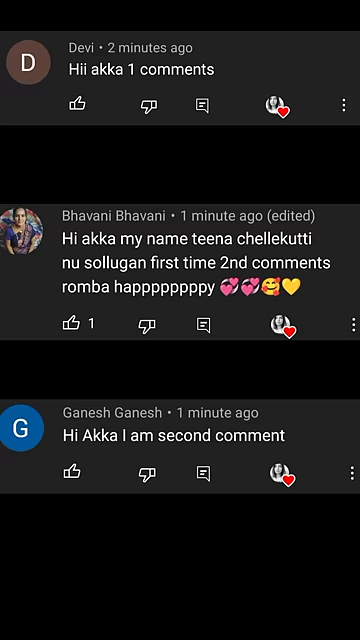 D
Devi • 2 minutes ago
Hii akka 1 comments
Bhavani Bhavani • 1 minute ago (edited)
Hi akka my name teena chellekutti
nu sollugan first time 2nd comments
romba happppppppy 💞💞🥰💛
1
G
Ganesh Ganesh • 1 minute ago
Hi Akka I am second comment